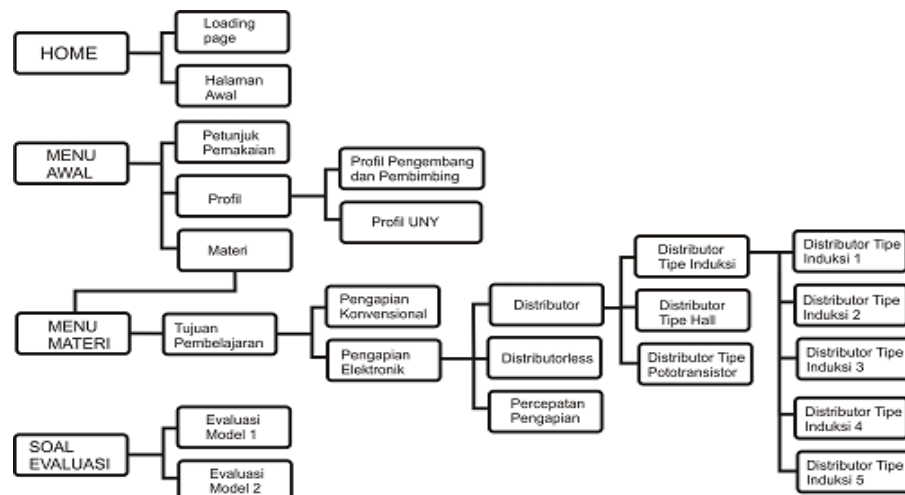 HOME
Loading
page
Halaman
Awal
MENU
AWAL
Petunjuk
Pemakaian
Profil
Materi
Profil Pengembang
dan Pembimbing
Profil UNY
MENU
MATERI
Tujuan
Pembelajaran
Pengapian
Konvensional
Pengapian
Elektronik
Distributor
Distributorless
Percepatan
Pengapian
Distributor
Tipe Induksi
Distributor
Tipe Hall
Distributor Tipe
Pototransistor
Distributor Tipe
Induksi 1
Distributor Tipe
Induksi 2
Distributor Tipe
Induksi 3
Distributor Tipe
Induksi 4
Distributor Tipe
Induksi 5
SOAL
EVALUASI
Evaluasi
Model 1
Evaluasi
Model 2